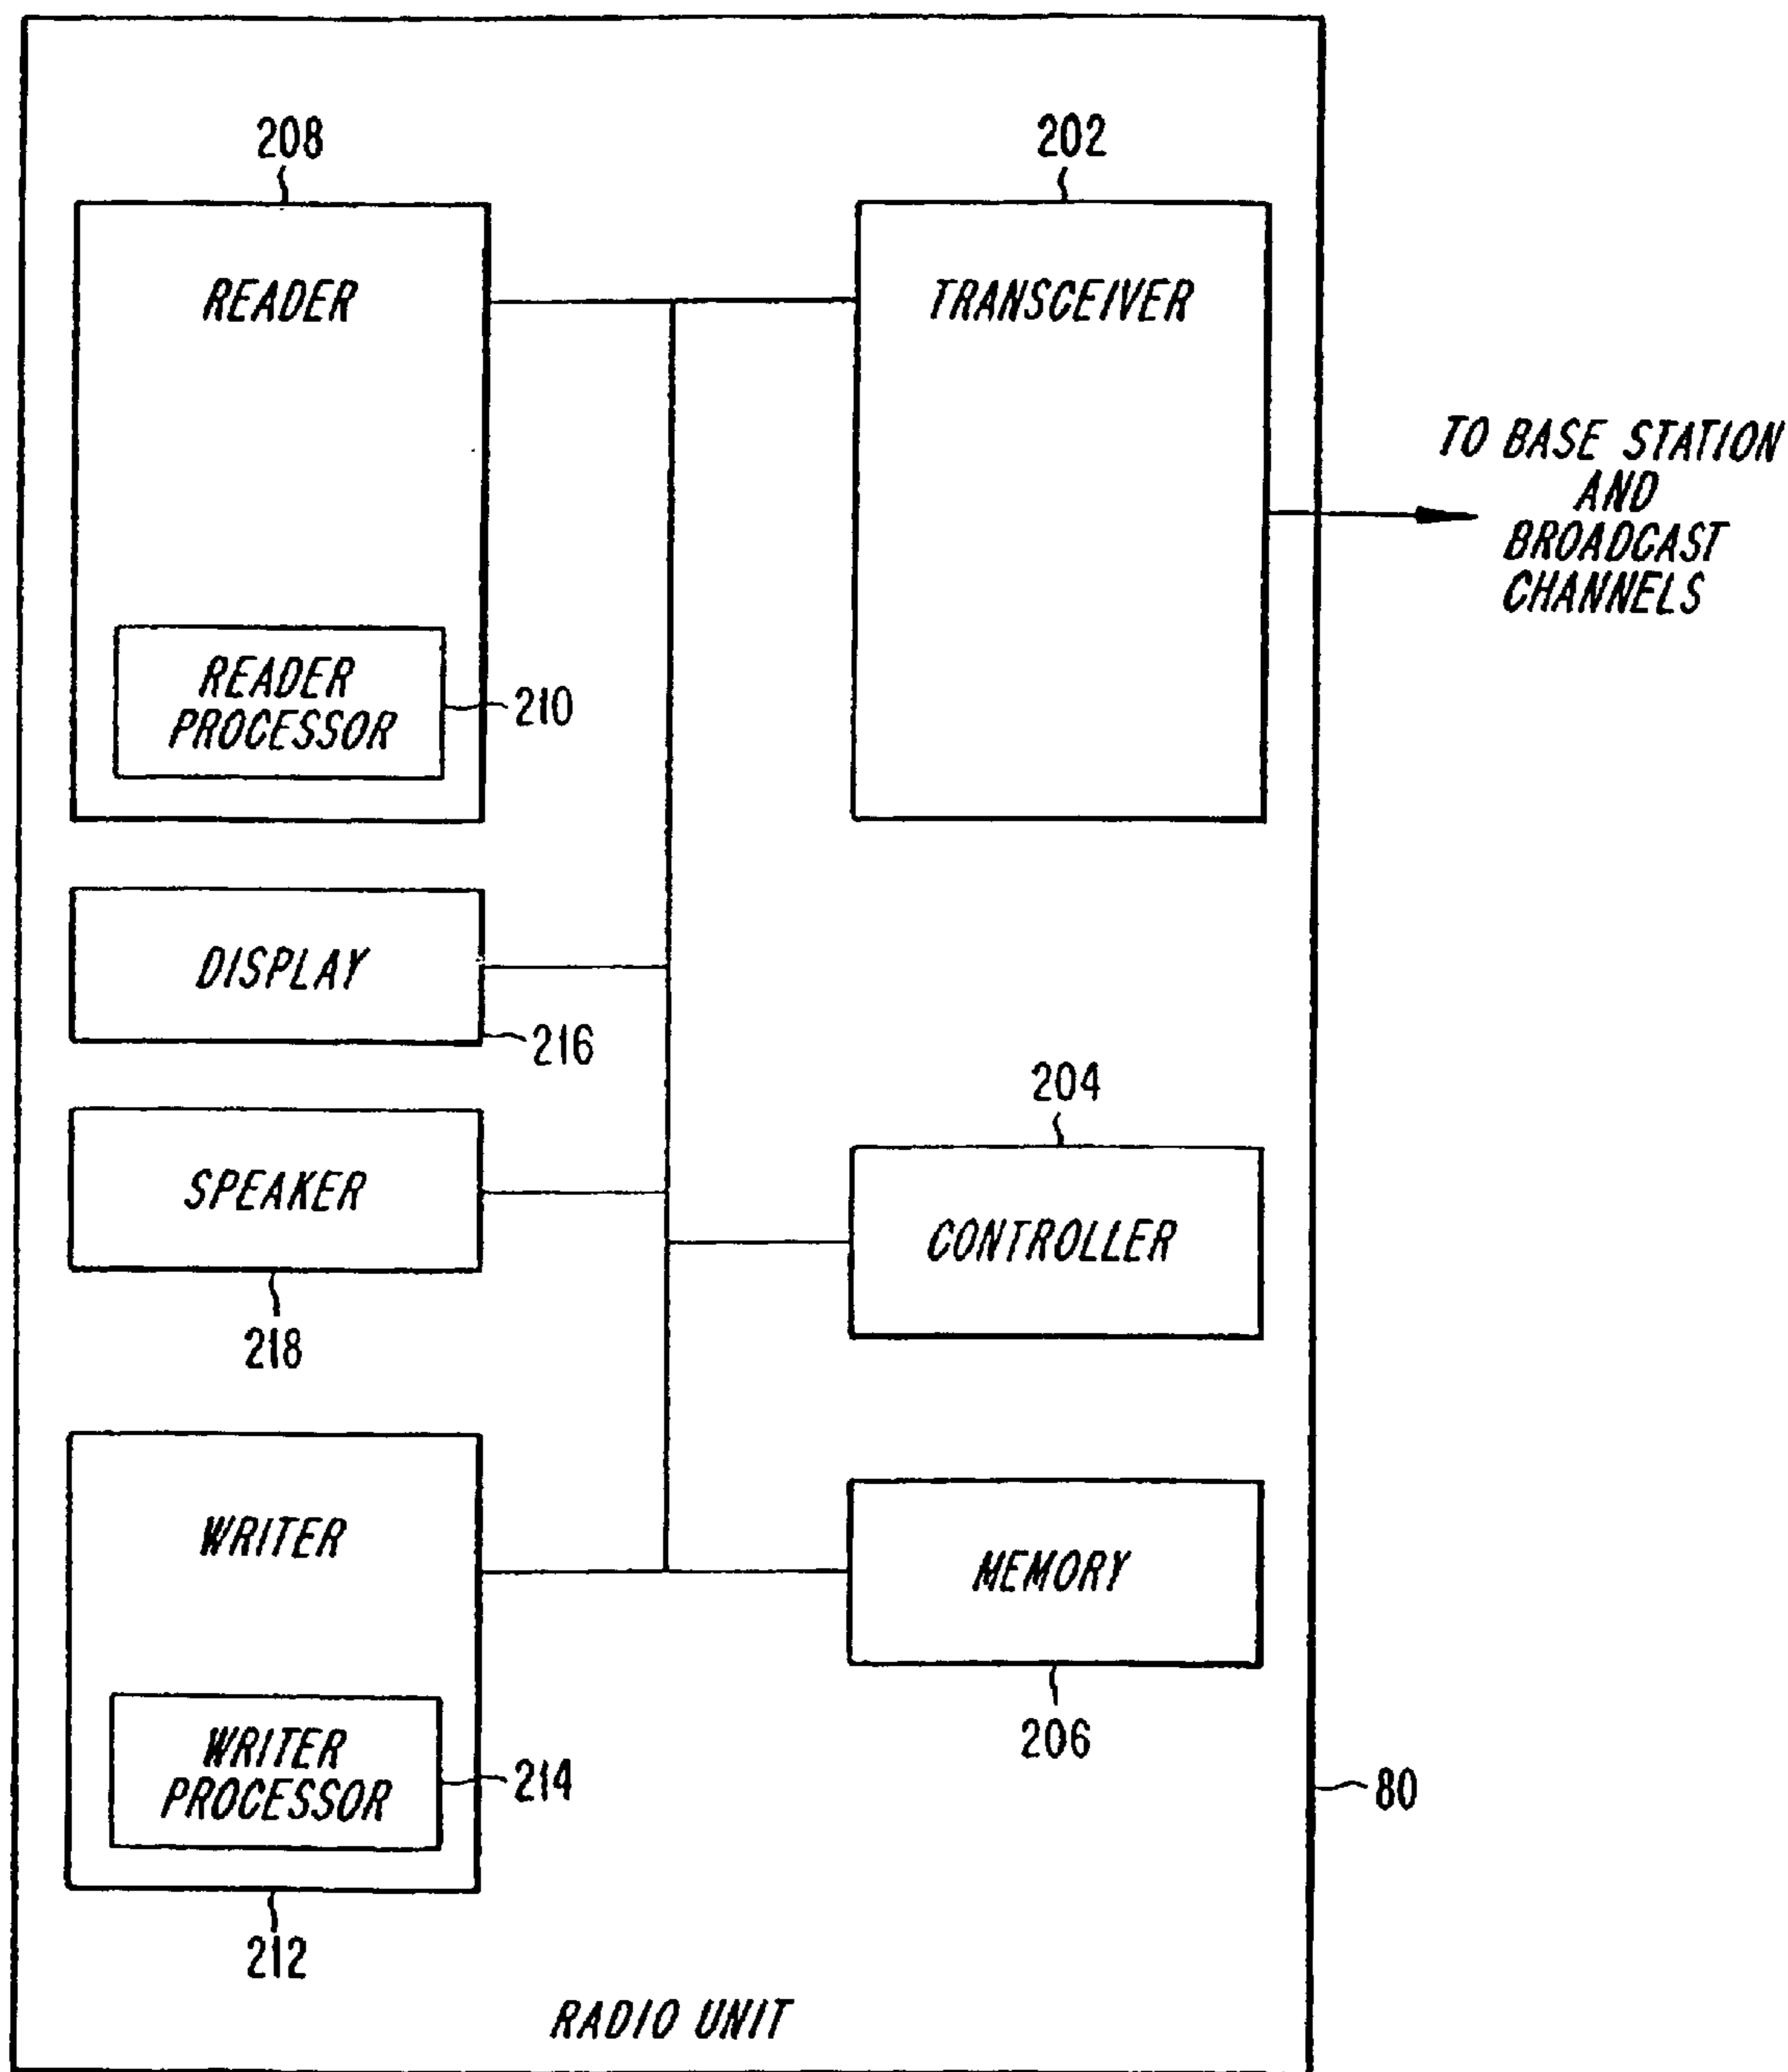 208
202
READER
TRANSCEIVER
TO BASE STATION
AND
BROADCAST
CHANNELS
READER
PROCESSOR
210
DISPLAY
216
204
SPEAKER
CONTROLLER
218
WRITER
MEMORY
206
WRITER
PROCESSOR
214
80
212
RADIO UNIT